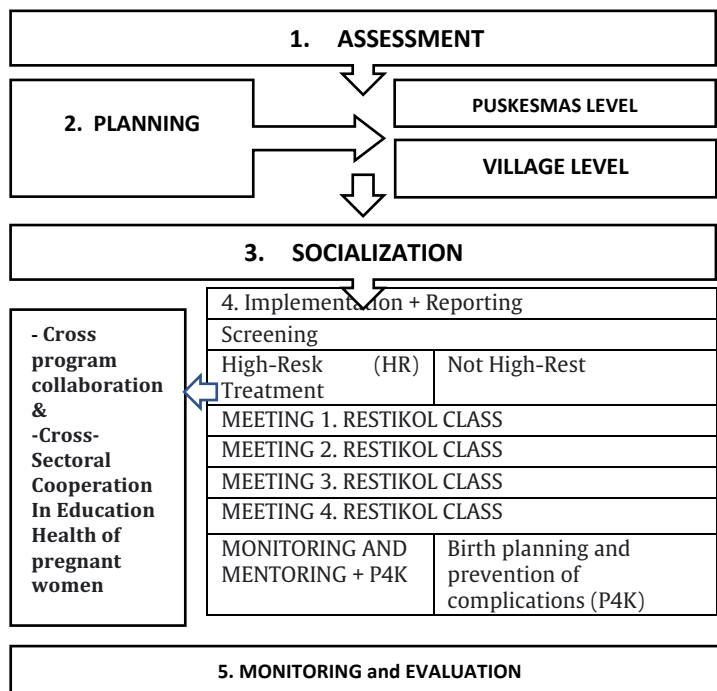 1. ASSESSMENT
2. PLANNING
PUSKESMAS LEVEL
VILLAGE LEVEL
3. SOCIALIZATION
- Cross
program
collaboration
&
-Cross-
Sectoral
Cooperation
In Education
Health of
pregnant
women
4. Implementation + Reporting
Screening
High-Resk (HR)
Treatment
Not High-Rest
MEETING 1. RESTIKOL CLASS
MEETING 2. RESTIKOL CLASS
MEETING 3. RESTIKOL CLASS
MEETING 4. RESTIKOL CLASS
MONITORING AND
MENTORING + P4K
Birth planning and
prevention of
complications (P4K)
5. MONITORING and EVALUATION